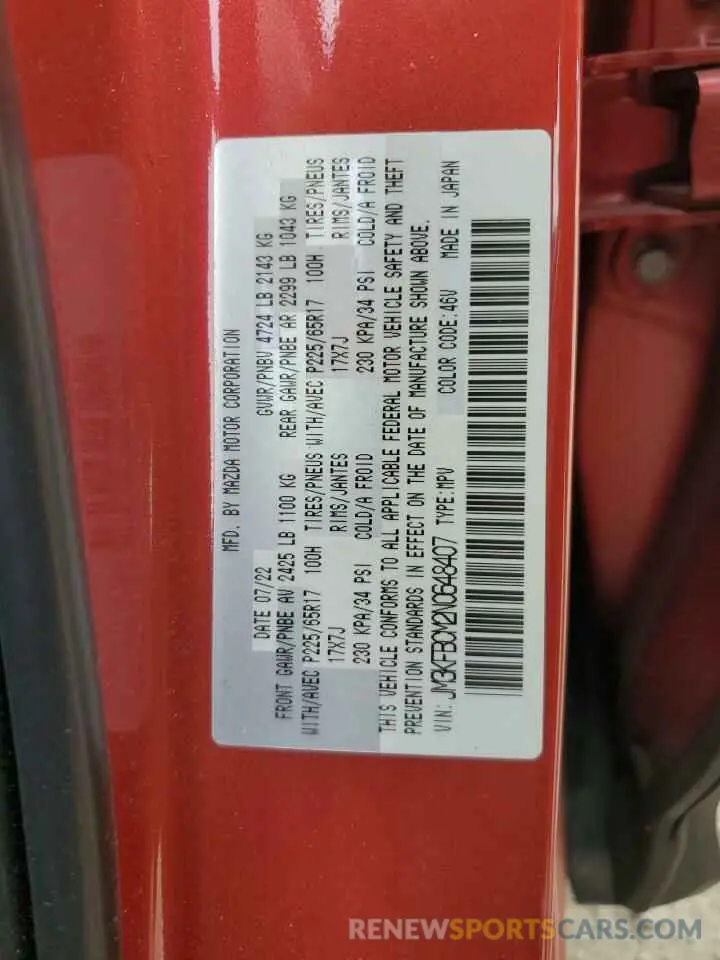 MFD. BY MAZDA MOTOR CORPORATION
DATE 07/22 GVWR/PNBV 4724 LB 2143 KG
FRONT GAWR/PNBE AV 2425 LB 1100 KG REAR GAWR/PNBE AR 2299 LB 1043 KG
WITH/AVEC P225/65R17 100H TIRES/PNEUS WITH/AVEC P225/65R17 100H TIRES/PNEUS
17X7J RIMS/JANTES 17X7J RIMS/JANTES
230 KPA/34 PSI COLD/A FROID 230 KPA/34 PSI COLD/A FROID
THIS VEHICLE CONFORMS TO ALL APPLICABLE FEDERAL MOTOR VEHICLE SAFETY AND THEFT
PREVENTION STANDARDS IN EFFECT ON THE DATE OF MANUFACTURE SHOWN ABOVE.
VIN: JM3KFBCM2N0648407 TYPE:MPV COLOR CODE:46V MADE IN JAPAN
RENEWSPORTSCARS.COM